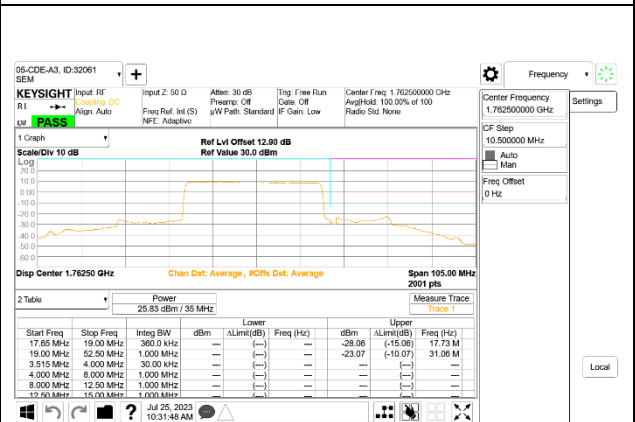 05-CDE-A3, ID:32061
SEM
Frequency
KEYSIGHT Input: RF
Coupling: DC
Align: Auto
Input Z: 50 Ω
Freq Ref: Int (S)
NFE: Adaptive
Atten: 30 dB
Preamp: Off
µW Path: Standard
Trig: Free Run
Gate: Off
IF Gain: Low
Center Freq: 1.762500000 GHz
Avg|Hold: 100.00% of 100
Radio Std: None
PASS
Center Frequency
1.762500000 GHz
Settings
CF Step
10.500000 MHz
Auto
Man
Freq Offset
0 Hz
Local
1 Graph
Scale/Div 10 dB
Ref Lvl Offset 12.90 dB
Ref Value 30.0 dBm
Log
20.0
10.0
0.00
-10.0
-20.0
-30.0
-40.0
-50.0
-60.0
Disp Center 1.76250 GHz
Chan Det: Average, #Offs Det: Average
Span 105.00 MHz
2001 pts
2 Table
Power
25.83 dBm / 35 MHz
Measure Trace
Trace 1
Lower Upper
Start Freq Stop Freq Integ BW dBm ΔLimit(dB) Freq (Hz) dBm ΔLimit(dB) Freq (Hz)
17.65 MHz 19.00 MHz 360.0 kHz --- (---) --- -28.06 (-15.06) 17.73 M
19.00 MHz 52.50 MHz 1.000 MHz --- (---) --- -23.07 (-10.07) 31.06 M
3.515 MHz 4.000 MHz 30.00 kHz --- (---) --- --- (---) ---
4.000 MHz 8.000 MHz 1.000 MHz --- (---) --- --- (---) ---
8.000 MHz 12.50 MHz 1.000 MHz --- (---) --- --- (---) ---
12.50 MHz 15.00 MHz 1.000 MHz --- (---) --- --- (---) ---
?
Jul 25, 2023
10:31:48 AM